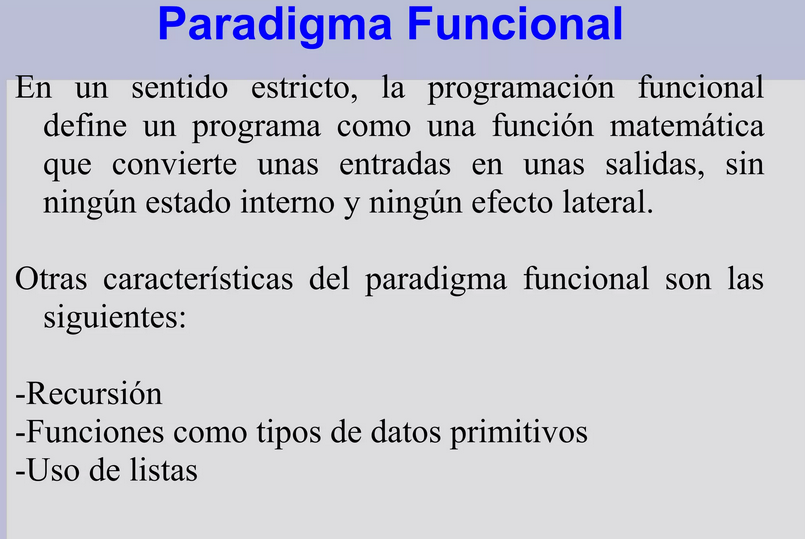 Paradigma Funcional
En un sentido estricto, la programación funcional
define un programa como una función matemática
que convierte unas entradas en unas salidas, sin
ningún estado interno y ningún efecto lateral.
Otras características del paradigma funcional son las
siguientes:
-Recursión
-Funciones como tipos de datos primitivos
-Uso de listas